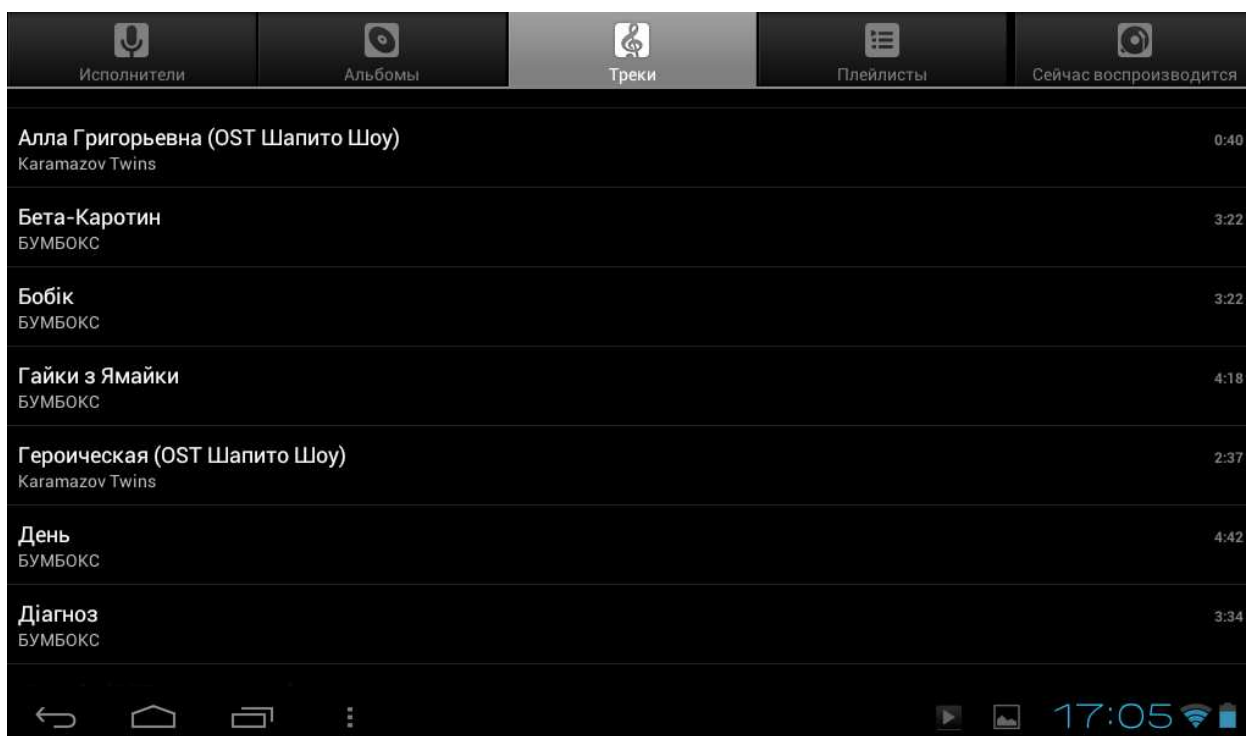 Исполнители
Альбомы
Треки
Плейлисты
Сейчас воспроизводится
Алла Григорьевна (OST Шапито Шоу)
0:40
Karamazov Twins
Бета-Каротин
3:22
БУМБОКС
Бобік
3:22
БУМБОКС
Гайки з Ямайки
4:18
БУМБОКС
Героическая (OST Шапито Шоу)
2:37
Karamazov Twins
День
4:42
БУМБОКС
Діагноз
3:34
БУМБОКС
17:05